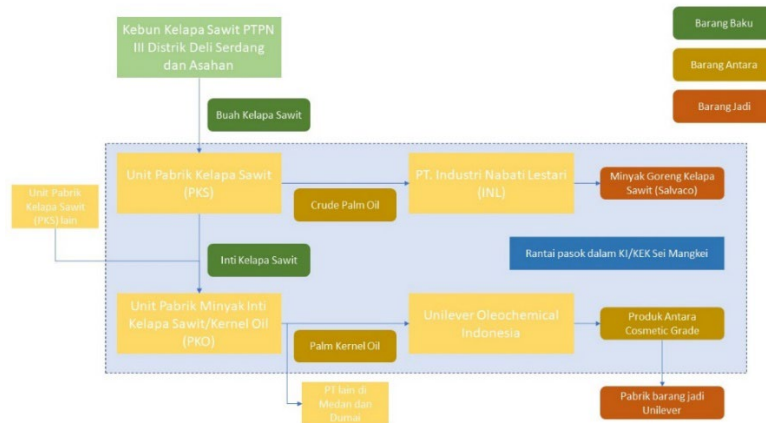 Kebun Kelapa Sawit PTPN
III Distrik Deli Serdang
dan Asahan
Barang Baku
Barang Antara
Barang Jadi
Buah Kelapa Sawit
Unit Pabrik Kelapa Sawit
(PKS)
PT. Industri Nabati Lestari
(INL)
Minyak Goreng Kelapa
Sawit (Salvaco)
Crude Palm Oil
Unit Pabrik
Kelapa Sawit
(PKS) lain
Inti Kelapa Sawit
Rantai pasok dalam KI/KEK Sei Mangkei
Unit Pabrik Minyak Inti
Kelapa Sawit/Kernel Oil
(PKO)
Unilever Oleochemical
Indonesia
Produk Antara
Cosmetic Grade
Palm Kernel Oil
PT lain di
Medan dan
Dumai
Pabrik barang jadi
Unilever